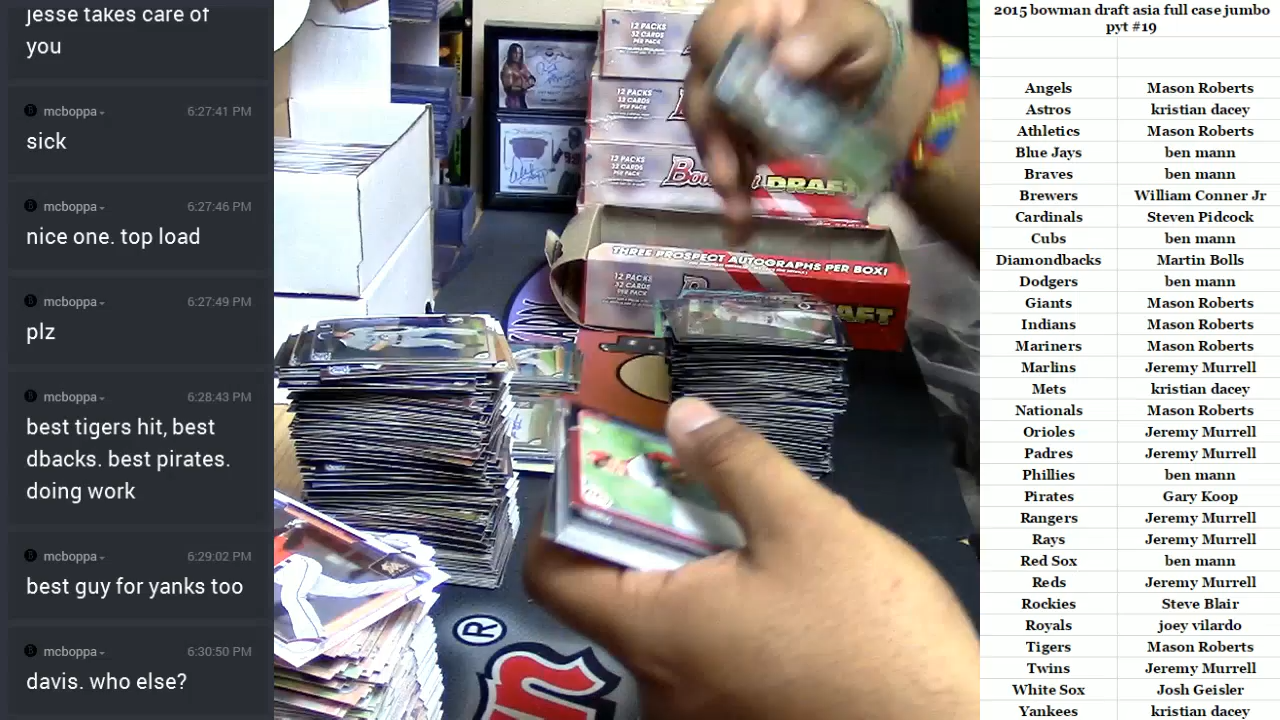 jesse takes care of
you
mcboppa 6:27:41 PM
sick
mcboppa 6:27:46 PM
nice one. top load
mcboppa 6:27:49 PM
plz
mcboppa 6:28:43 PM
best tigers hit, best
dbacks. best pirates.
doing work
mcboppa 6:29:02 PM
best guy for yanks too
mcboppa 6:30:50 PM
davis. who else?
12 PACKS
32 CARDS
PER PACK
12 PACKS
32 CARDS
PER PACK
12 PACKS
32 CARDS
PER PACK
DRAFT
THREE PROSPECT AUTOGRAPHS PER BOX!
12 PACKS
32 CARDS
PER PACK
®
2015 bowman draft asia full case jumbo
pyt #19
Angels Mason Roberts
Astros kristian dacey
Athletics Mason Roberts
Blue Jays ben mann
Braves ben mann
Brewers William Conner Jr
Cardinals Steven Pidcock
Cubs ben mann
Diamondbacks Martin Bolls
Dodgers ben mann
Giants Mason Roberts
Indians Mason Roberts
Mariners Mason Roberts
Marlins Jeremy Murrell
Mets kristian dacey
Nationals Mason Roberts
Orioles Jeremy Murrell
Padres Jeremy Murrell
Phillies ben mann
Pirates Gary Koop
Rangers Jeremy Murrell
Rays Jeremy Murrell
Red Sox ben mann
Reds Jeremy Murrell
Rockies Steve Blair
Royals joey vilardo
Tigers Mason Roberts
Twins Jeremy Murrell
White Sox Josh Geisler
Yankees kristian dacey